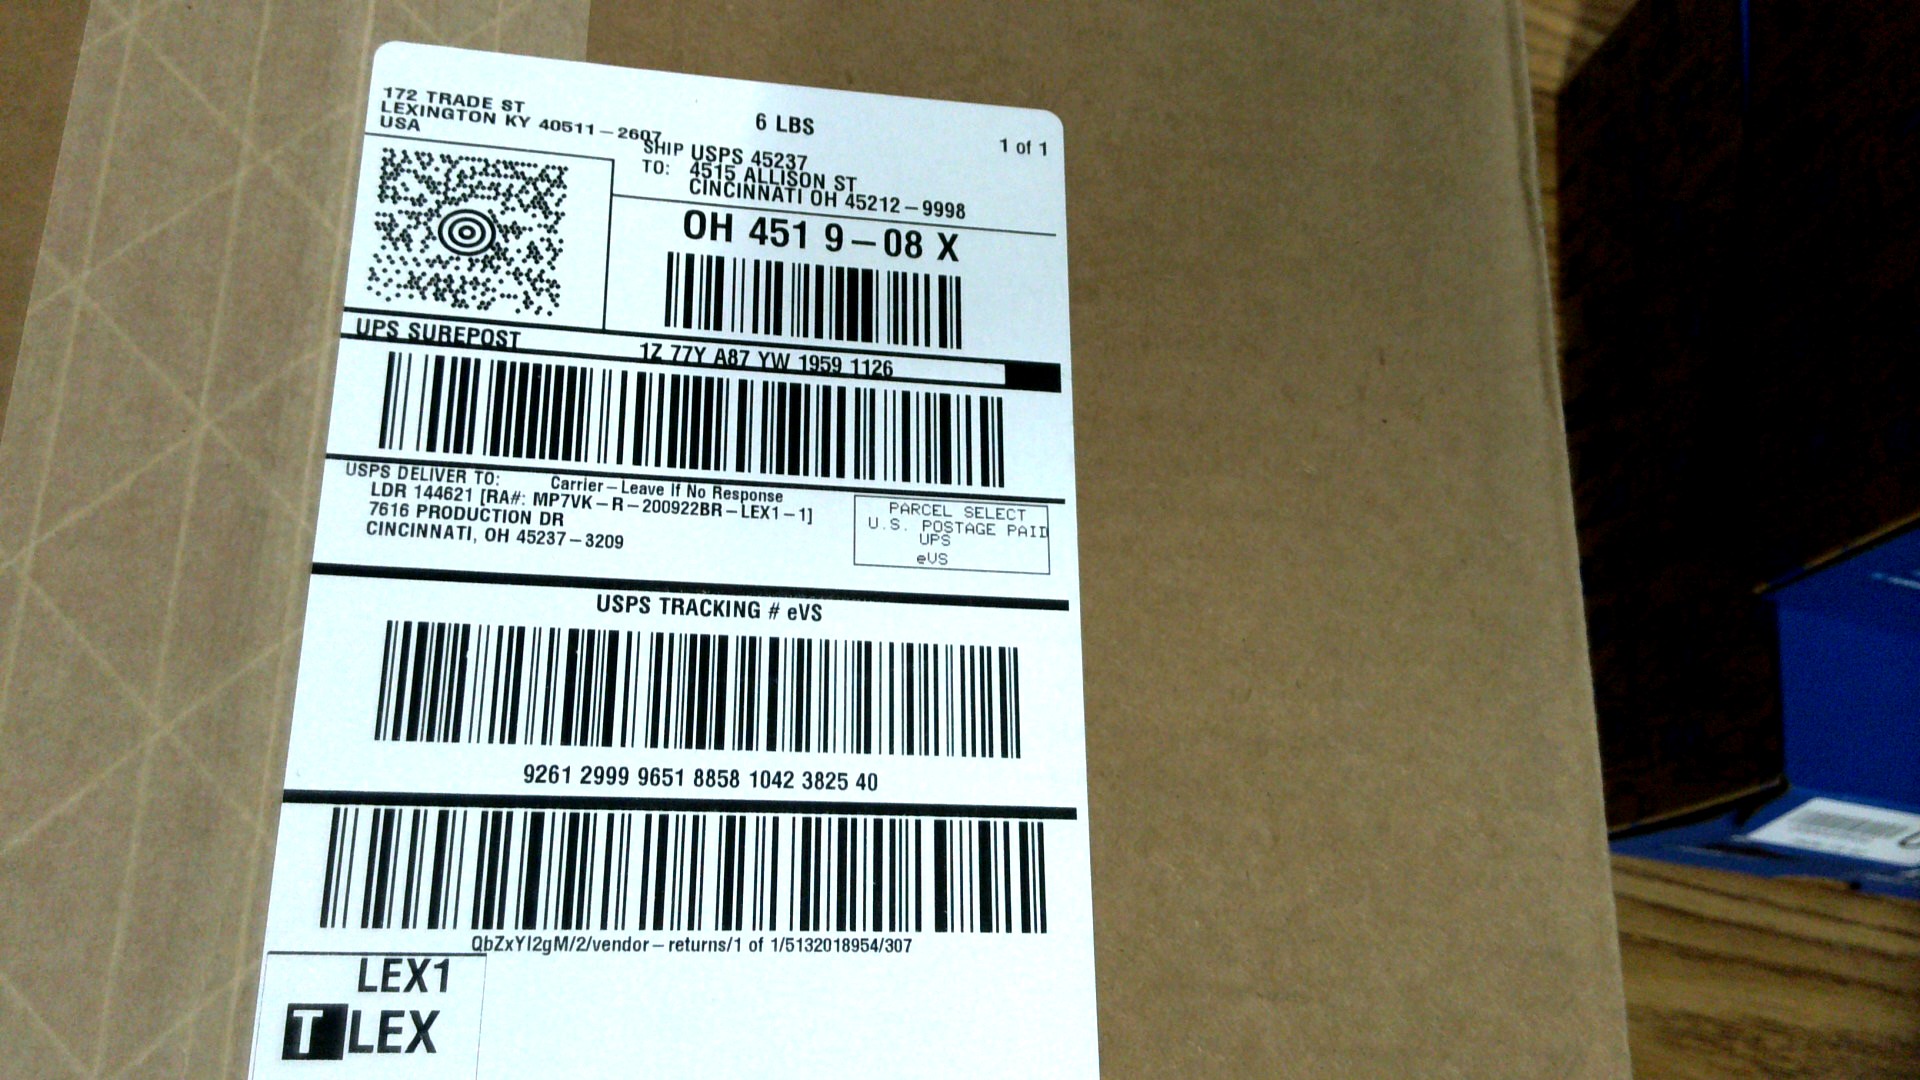 172 TRADE ST
LEXINGTON KY 40511-2607
USA
6 LBS
1 of 1
SHIP TO: USPS 45237
4515 ALLISON ST
CINCINNATI OH 45212-9998
OH 451 9-08 X
UPS SUREPOST
1Z 77Y A87 YW 1959 1126
USPS DELIVER TO: Carrier-Leave If No Response
LDR 144621 [RA#: MP7VK-R-200922BR-LEX1-1]
7616 PRODUCTION DR
CINCINNATI, OH 45237-3209
PARCEL SELECT
U.S. POSTAGE PAID
UPS
eVS
USPS TRACKING # eVS
9261 2999 9651 8858 1042 3825 40
QbZxYI2gM/2/vendor-returns/1 of 1/5132018954/307
LEX1
T LEX